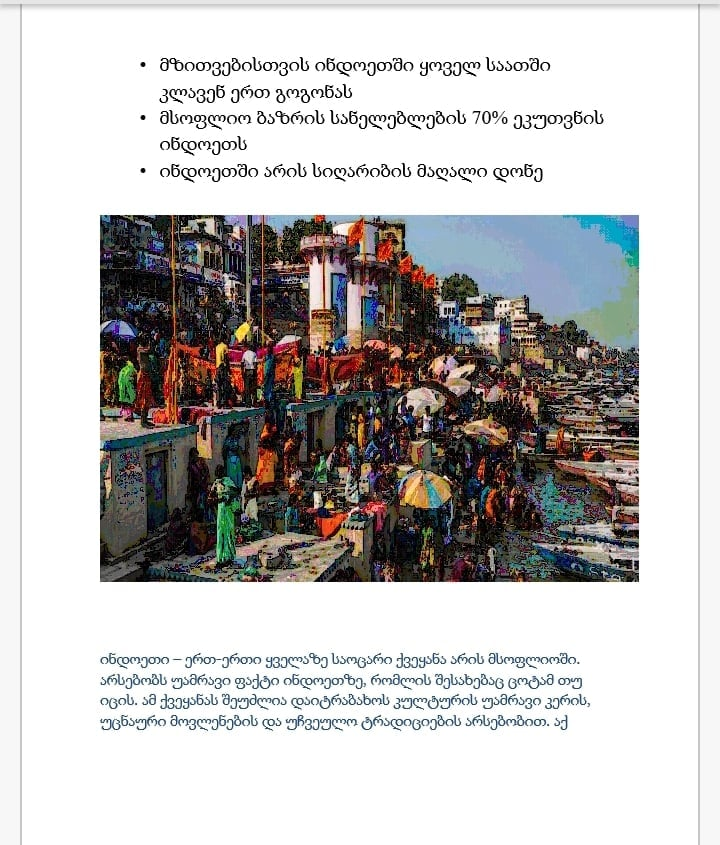 • მზითვებისთვის ინდოეთში ყოველ საათში
კლავენ ერთ გოგონას
• მსოფლიო ბაზრის სანელებლების 70% ეკუთვნის
ინდოეთს
• ინდოეთში არის სიღარიბის მაღალი დონე
ინდოეთი – ერთ-ერთი ყველაზე საოცარი ქვეყანა არის მსოფლიოში.
არსებობს უამრავი ფაქტი ინდოეთზე, რომლის შესახებაც ცოტამ თუ
იცის. ამ ქვეყანას შეუძლია დაიტრაბახოს კულტურის უამრავი კერის,
უცნაური მოვლენების და უჩვეულო ტრადიციების არსებობით. აქ